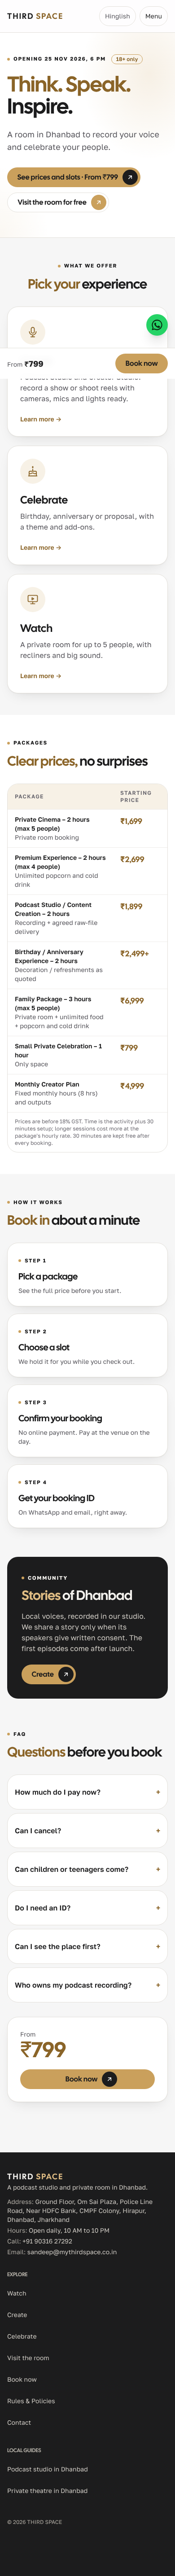 THIRD SPACE
Hinglish
Menu
OPENING 25 NOV 2026, 6 PM
18+ only
Think. Speak.
Inspire.
A room in Dhanbad to record your voice
and celebrate your people.
See prices and slots · From ₹799
Visit the room for free
WHAT WE OFFER
Pick your experience
From ₹799
Book now
record a show or shoot reels with
cameras, mics and lights ready.
Learn more →
Celebrate
Birthday, anniversary or proposal, with
a theme and add-ons.
Learn more →
Watch
A private room for up to 5 people, with
recliners and big sound.
Learn more →
PACKAGES
Clear prices, no surprises
PACKAGE
STARTING
PRICE
Private Cinema – 2 hours
(max 5 people)
Private room booking
₹1,699
Premium Experience – 2 hours
(max 4 people)
Unlimited popcorn and cold
drink
₹2,699
Podcast Studio / Content
Creation – 2 hours
Recording + agreed raw-file
delivery
₹1,899
Birthday / Anniversary
Experience – 2 hours
Decoration / refreshments as
quoted
₹2,499+
Family Package – 3 hours
(max 5 people)
Private room + unlimited food
+ popcorn and cold drink
₹6,999
Small Private Celebration – 1
hour
Only space
₹799
Monthly Creator Plan
Fixed monthly hours (8 hrs)
and outputs
₹4,999
Prices are before 18% GST. Time is the activity plus 30
minutes setup; longer sessions cost more at the
package's hourly rate. 30 minutes are kept free after
every booking.
HOW IT WORKS
Book in about a minute
STEP 1
Pick a package
See the full price before you start.
STEP 2
Choose a slot
We hold it for you while you check out.
STEP 3
Confirm your booking
No online payment. Pay at the venue on the
day.
STEP 4
Get your booking ID
On WhatsApp and email, right away.
COMMUNITY
Stories of Dhanbad
Local voices, recorded in our studio.
We share a story only when its
speakers give written consent. The
first episodes come after launch.
Create
FAQ
Questions before you book
How much do I pay now?
+
Can I cancel?
+
Can children or teenagers come?
+
Do I need an ID?
+
Can I see the place first?
+
Who owns my podcast recording?
+
From
₹799
Book now
THIRD SPACE
A podcast studio and private room in Dhanbad.
Address: Ground Floor, Om Sai Plaza, Police Line
Road, Near HDFC Bank, CMPF Colony, Hirapur,
Dhanbad, Jharkhand
Hours: Open daily, 10 AM to 10 PM
Call: +91 90316 27292
Email: sandeep@mythirdspace.co.in
EXPLORE
Watch
Create
Celebrate
Visit the room
Book now
Rules & Policies
Contact
LOCAL GUIDES
Podcast studio in Dhanbad
Private theatre in Dhanbad
© 2026 THIRD SPACE